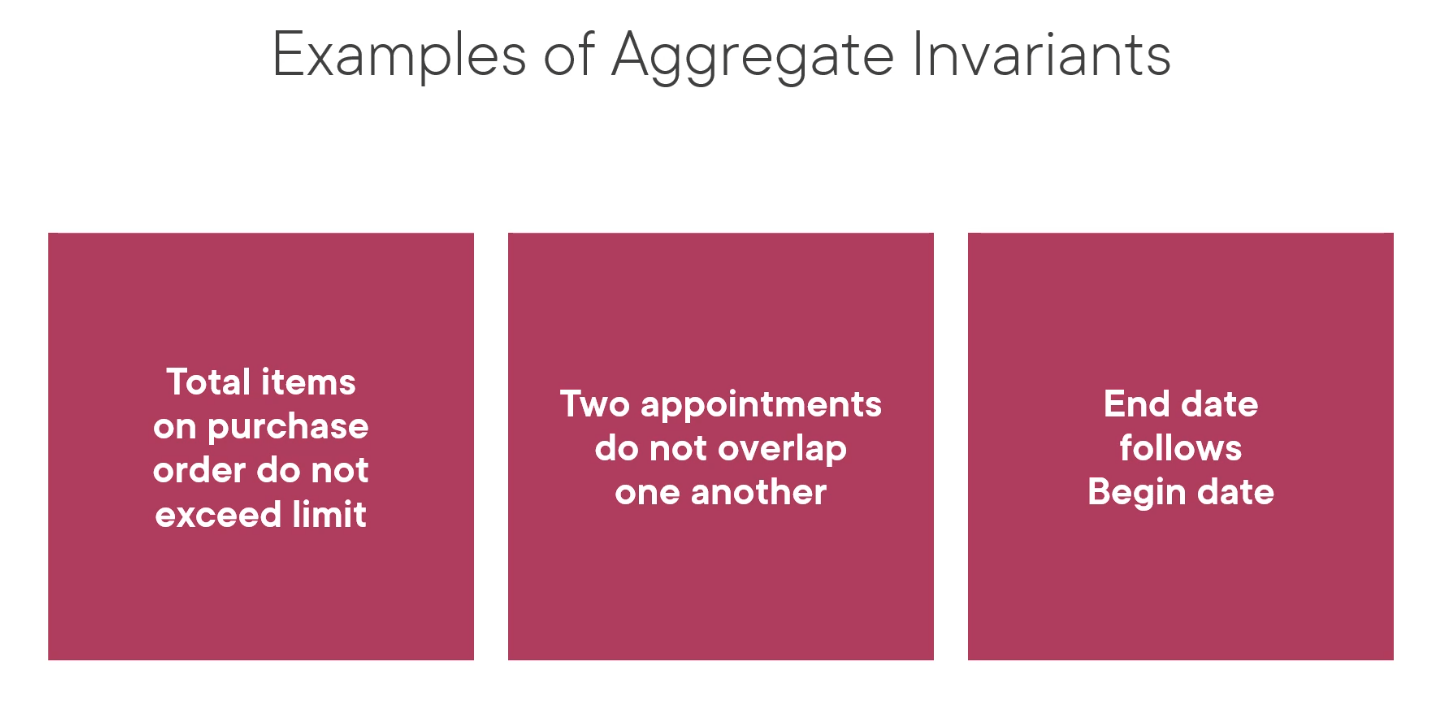 Examples of Aggregate Invariants
Total items
on purchase
order do not
exceed limit
Two appointments
do not overlap
one another
End date
follows
Begin date